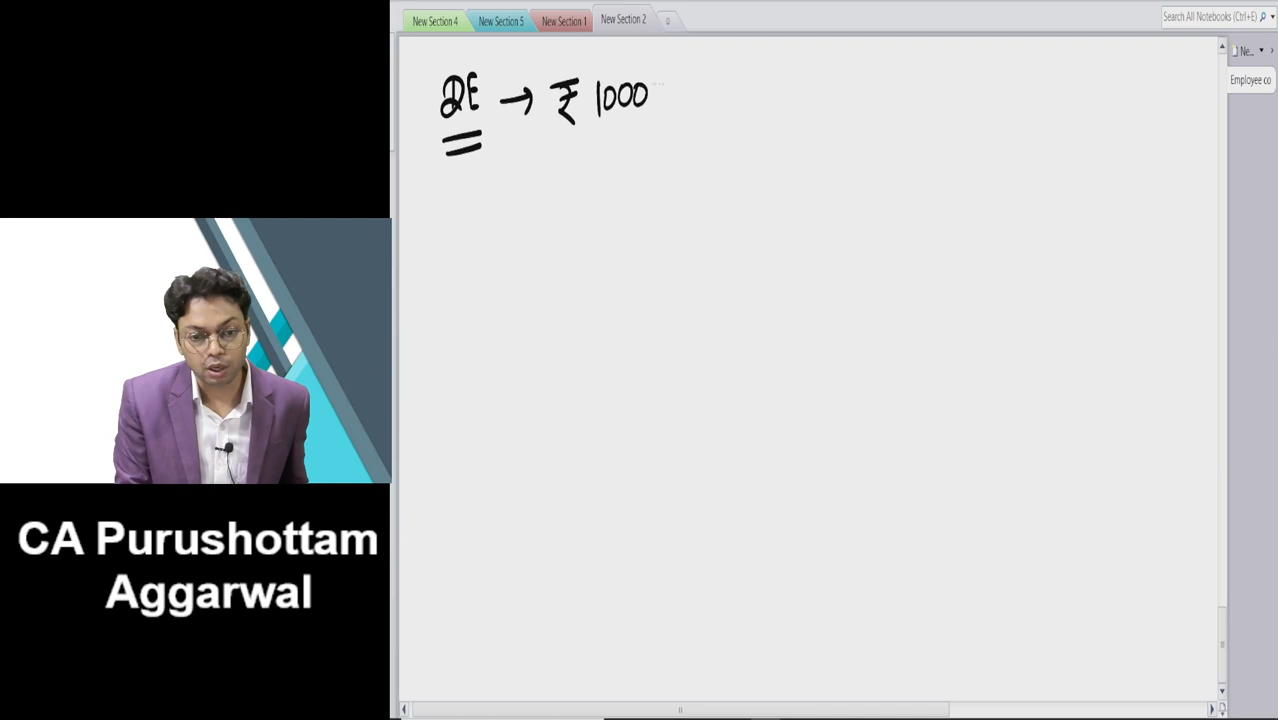 New Section 4
New Section 5
New Section 1
New Section 2
Search All Notebooks (Ctrl+E)
Ne...
Employee co
DE → ₹ 1000
CA Purushottam
Aggarwal